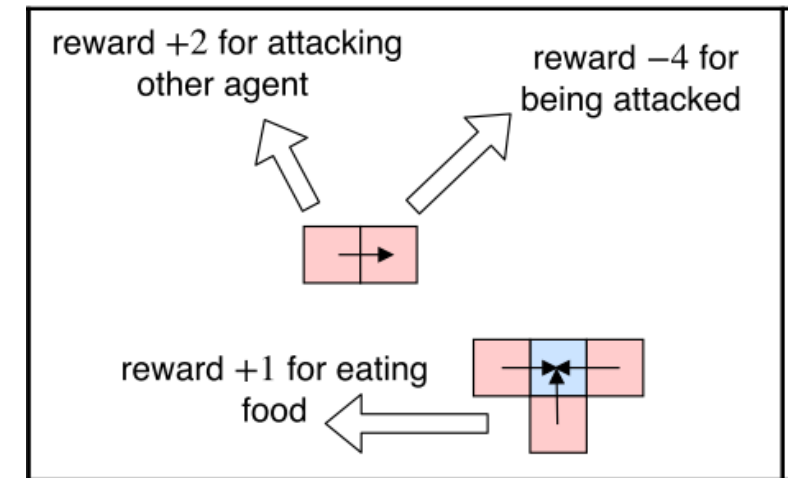 reward +2 for attacking
other agent
reward −4 for
being attacked
reward +1 for eating
food